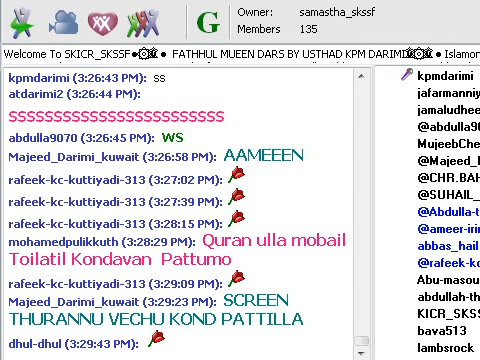 G
Owner: samastha_skssf
Members 135
Welcome To SKICR_SKSSF FATHHUL MUEEN DARS BY USTHAD KPM DARIMI Islamon
kpmdarimi (3:26:43 PM): ss
atdarimi2 (3:26:44 PM):
SSSSSSSSSSSSSSSSSSSSSSSS
abdulla9070 (3:26:45 PM): WS
Majeed_Darimi_kuwait (3:26:58 PM): AAMEEEN
rafeek-kc-kuttiyadi-313 (3:27:02 PM):
rafeek-kc-kuttiyadi-313 (3:27:39 PM):
rafeek-kc-kuttiyadi-313 (3:28:15 PM):
mohamedpulikkuth (3:28:29 PM): Quran ulla mobail
Toilatil Kondavan Pattumo
rafeek-kc-kuttiyadi-313 (3:29:09 PM):
Majeed_Darimi_kuwait (3:29:23 PM): SCREEN
THURANNU VECHU KOND PATTILLA
dhul-dhul (3:29:43 PM):
kpmdarimi
jafarmanniy
jamaludhee
@abdulla90
MujeebChe
@Majeed_D
@CHR.BAH
@SUHAIL_
@Abdulla-t
@ameer-irin
abbas_hail
@rafeek-kc
Abu-masou
abdullah-th
KICR_SKSS
bava513
lambsrock